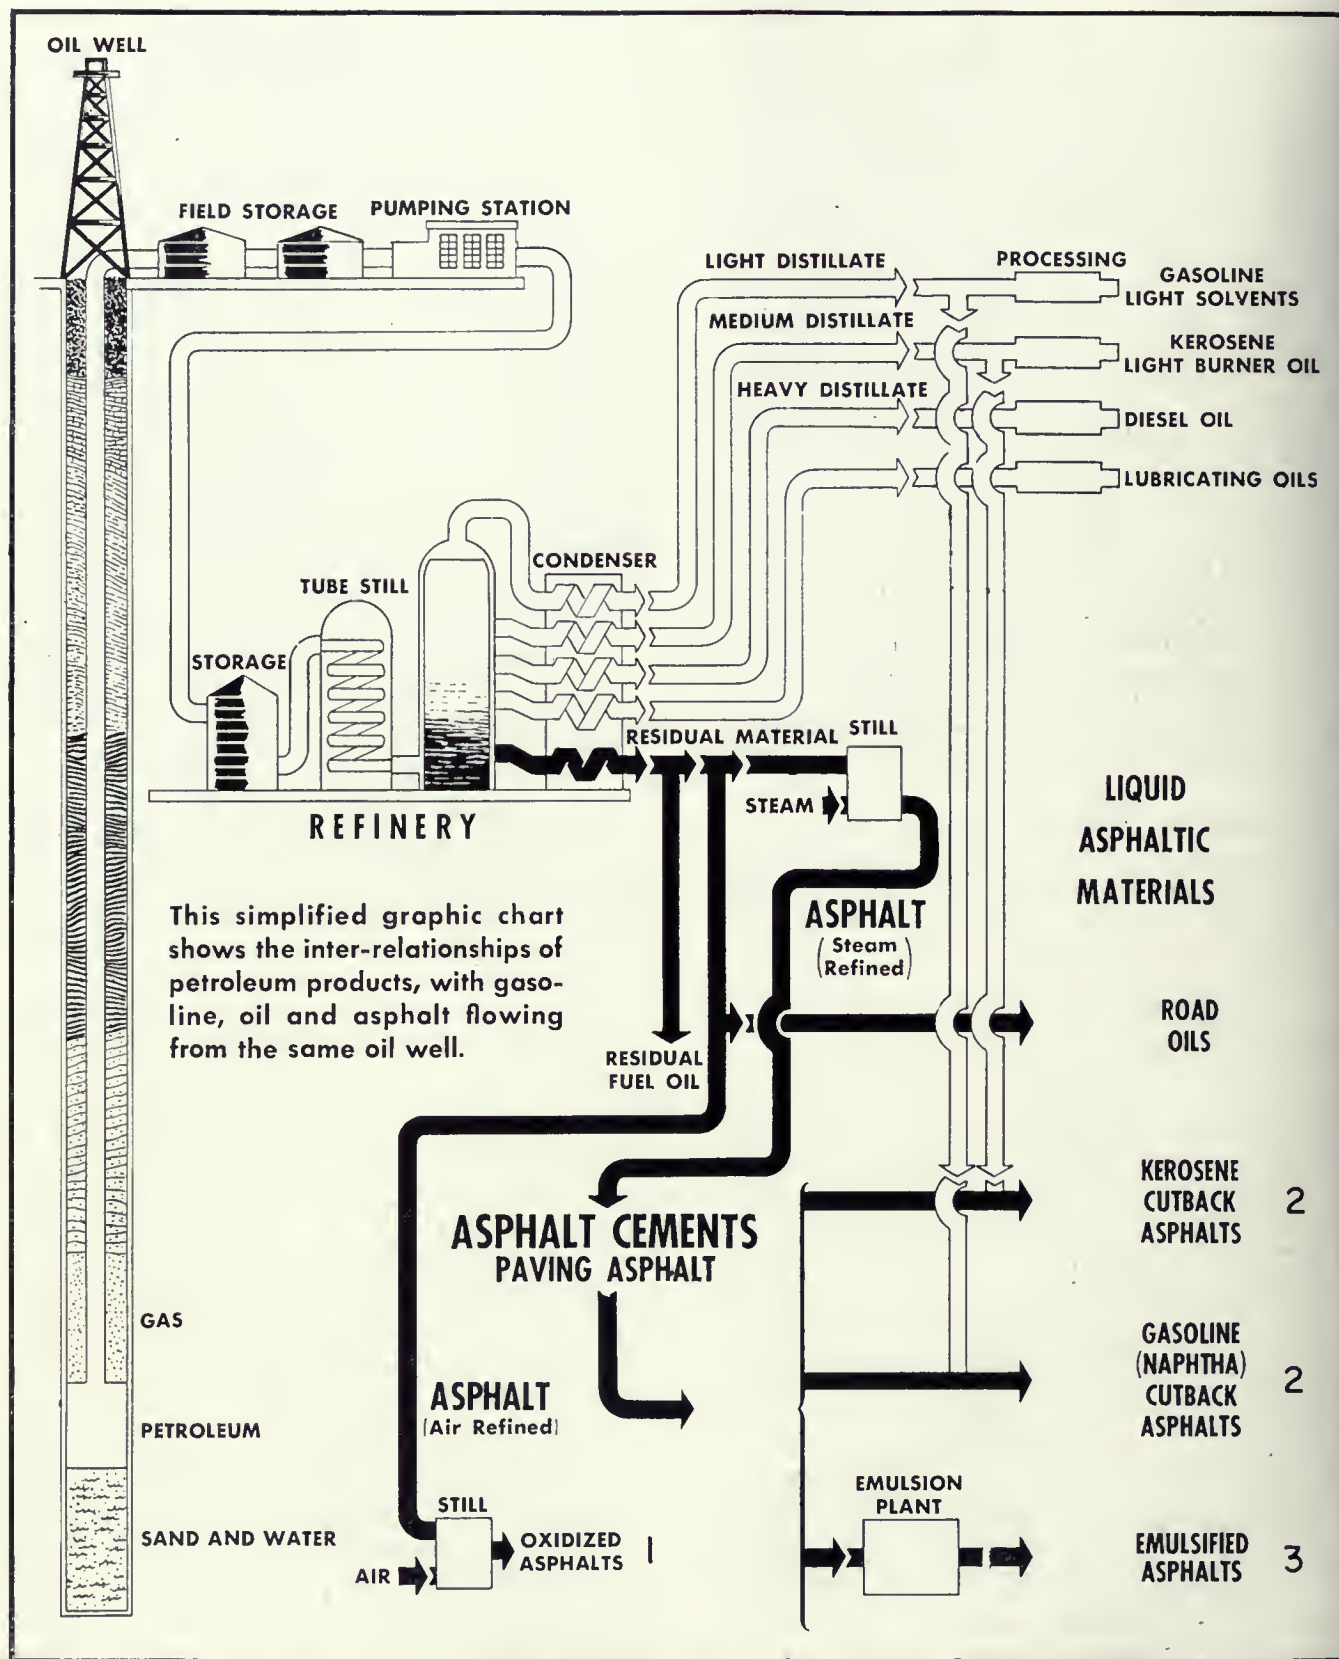 OIL WELL
FIELD STORAGE
PUMPING STATION
LIGHT DISTILLATE
PROCESSING
GASOLINE
LIGHT SOLVENTS
MEDIUM DISTILLATE
KEROSENE
LIGHT BURNER OIL
HEAVY DISTILLATE
DIESEL OIL
LUBRICATING OILS
CONDENSER
TUBE STILL
STORAGE
RESIDUAL MATERIAL
STILL
STEAM
REFINERY
LIQUID
ASPHALTIC
MATERIALS
This simplified graphic chart
shows the inter-relationships of
petroleum products, with gaso-
line, oil and asphalt flowing
from the same oil well.
ASPHALT
(Steam
Refined)
RESIDUAL
FUEL OIL
ROAD
OILS
KEROSENE
CUTBACK
ASPHALTS
2
ASPHALT CEMENTS
PAVING ASPHALT
GAS
GASOLINE
(NAPHTHA)
CUTBACK
ASPHALTS
2
ASPHALT
(Air Refined)
PETROLEUM
SAND AND WATER
STILL
AIR
OXIDIZED
ASPHALTS
1
EMULSION
PLANT
EMULSIFIED
ASPHALTS
3